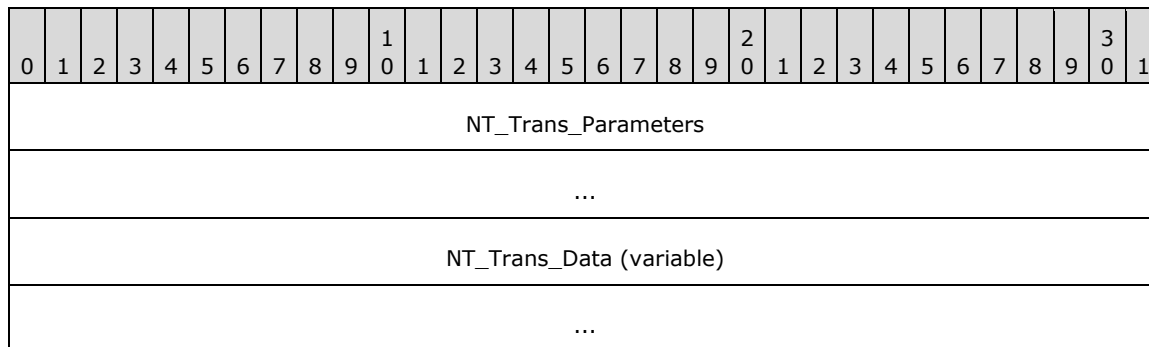 0 1 2 3 4 5 6 7 8 9 1 0 1 2 3 4 5 6 7 8 9 2 0 1 2 3 4 5 6 7 8 9 3 0 1
NT_Trans_Parameters
...
NT_Trans_Data (variable)
...